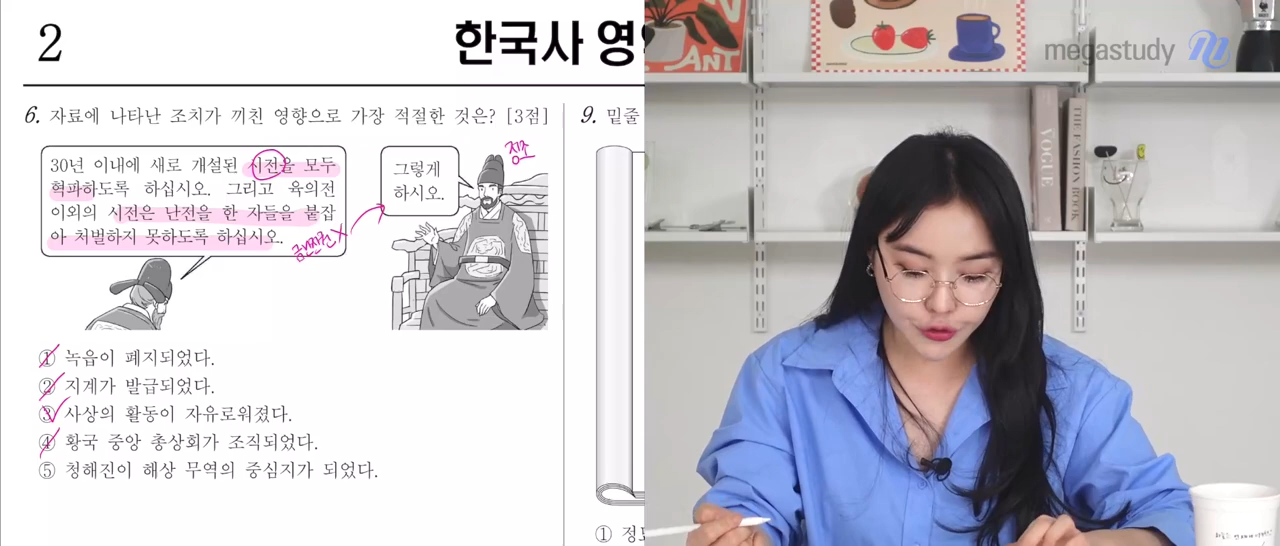 2
한국사 영
6. 자료에 나타난 조치가 끼친 영향으로 가장 적절한 것은? [3점]
30년 이내에 새로 개설된 시전을 모두
혁파하도록 하십시오. 그리고 육의전
이외의 시전은 난전을 한 자들을 붙잡
아 처벌하지 못하도록 하십시오.
금난전권 X
그렇게
하시오.
정조
① 녹읍이 폐지되었다.
② 지계가 발급되었다.
③ 사상의 활동이 자유로워졌다.
④ 황국 중앙 총상회가 조직되었다.
⑤ 청해진이 해상 무역의 중심지가 되었다.
9. 밑줄
① 정
ANT
megastudy
VOGUE
THE FASHION BOOK